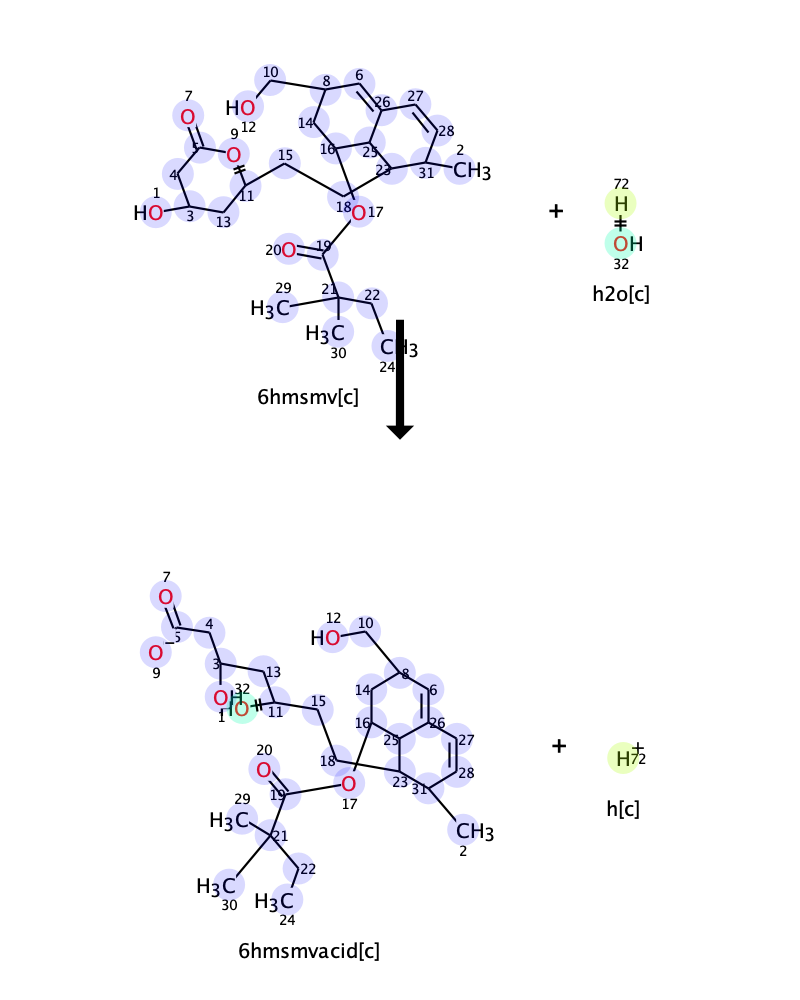 10
8
6
7
HO
12
26
27
O
14
28
5
O
9
16
25
2
4
15
23
31
CH3
72
1
11
H
HO
3
13
18
O
17
+
OH
32
20
O
19
h2o[c]
29
21
22
H3C
H3C
30
CH3
24
6hmsmv[c]
7
O
12
10
4
HO
5
O
−
9
3
13
8
32
14
6
OH
HO
1
11
15
16
26
25
27
20
18
+
O
23
28
H
+
72
19
O
17
31
29
H3C
21
CH3
2
h[c]
22
H3C
30
H3C
24
6hmsmvacid[c]